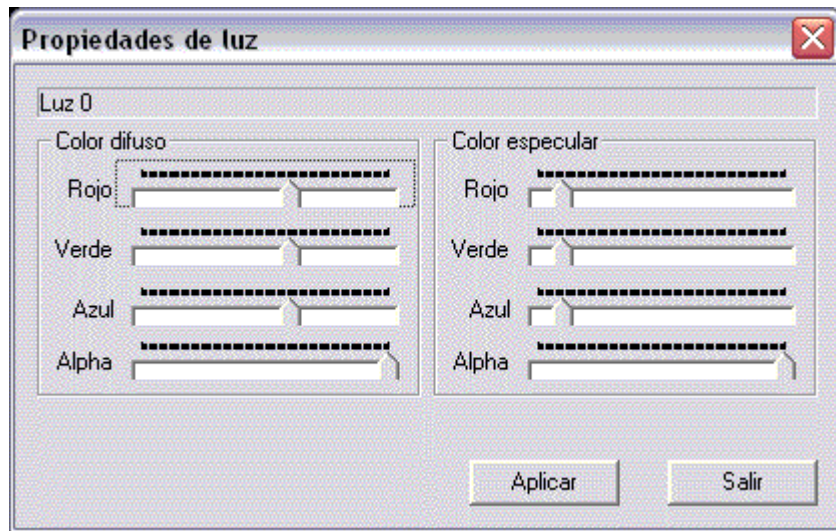 Propiedades de luz
Luz 0
Color difuso
Rojo
Verde
Azul
Alpha
Color especular
Rojo
Verde
Azul
Alpha
Aplicar
Salir